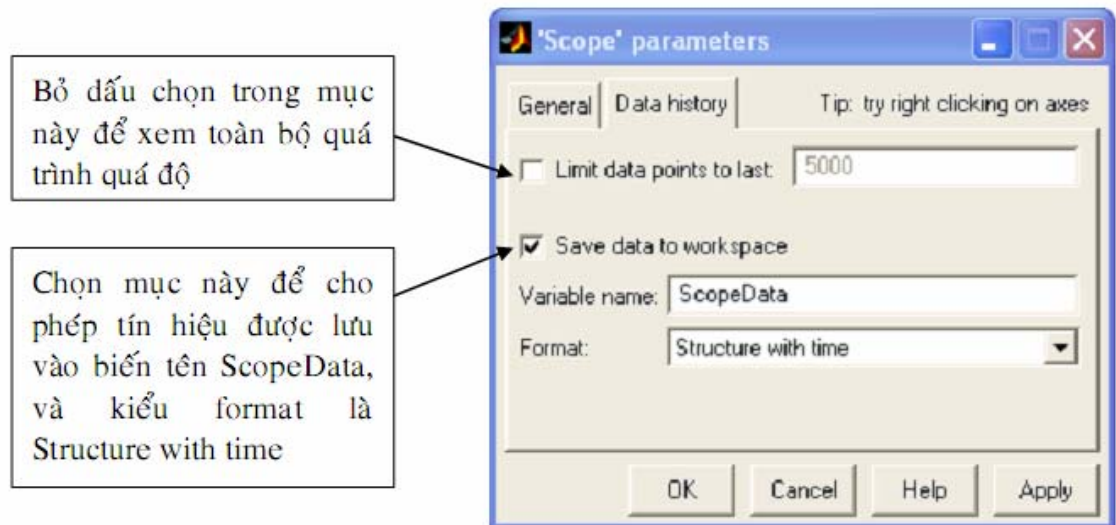 Bỏ dấu chọn trong mục
này để xem toàn bộ quá
trình quá độ
Chọn mục này để cho
phép tín hiệu được lưu
vào biến tên ScopeData,
và kiểu format là
Structure with time
'Scope' parameters
General Data history Tip: try right clicking on axes
Limit data points to last: 5000
Save data to workspace
Variable name: ScopeData
Format: Structure with time
OK Cancel Help Apply